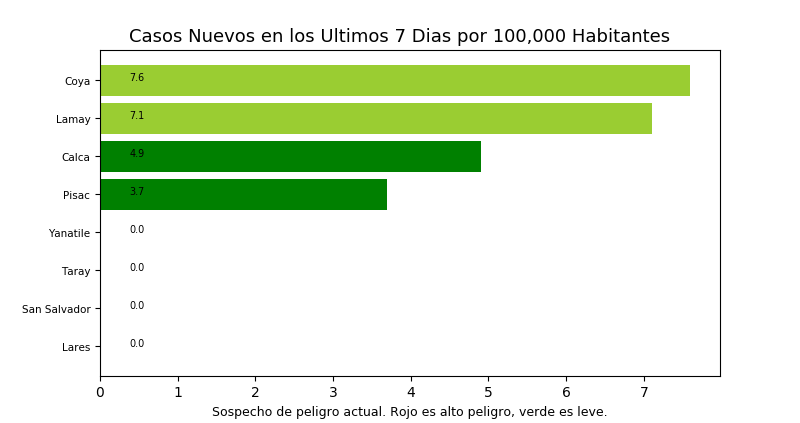 Casos Nuevos en los Ultimos 7 Dias por 100,000 Habitantes
Coya 7.6
Lamay 7.1
Calca 4.9
Pisac 3.7
Yanatile 0.0
Taray 0.0
San Salvador 0.0
Lares 0.0
0 1 2 3 4 5 6 7
Sospecho de peligro actual. Rojo es alto peligro, verde es leve.